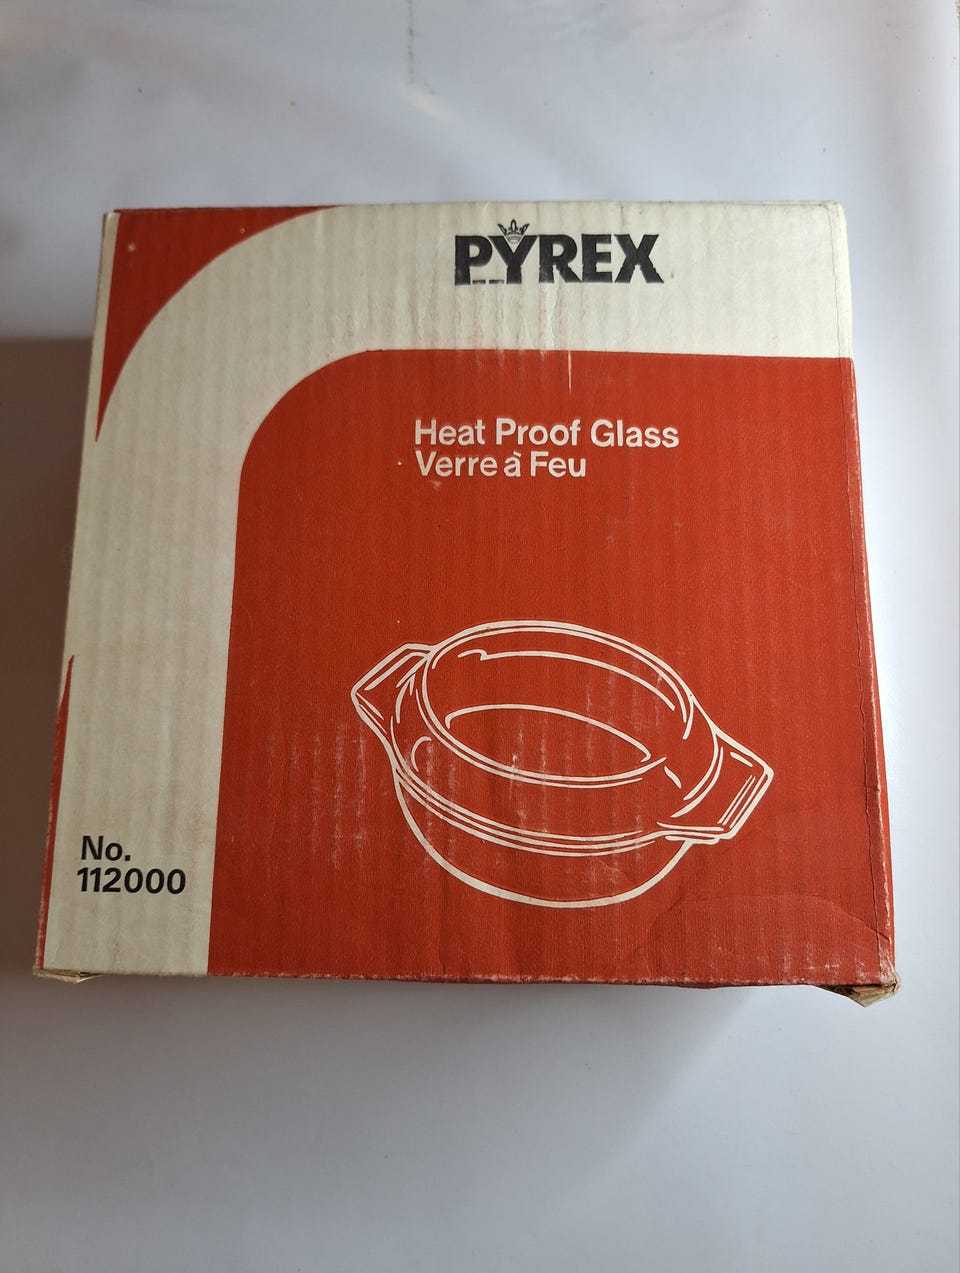 PYREX
Heat Proof Glass
Verre à Feu
No.
112000